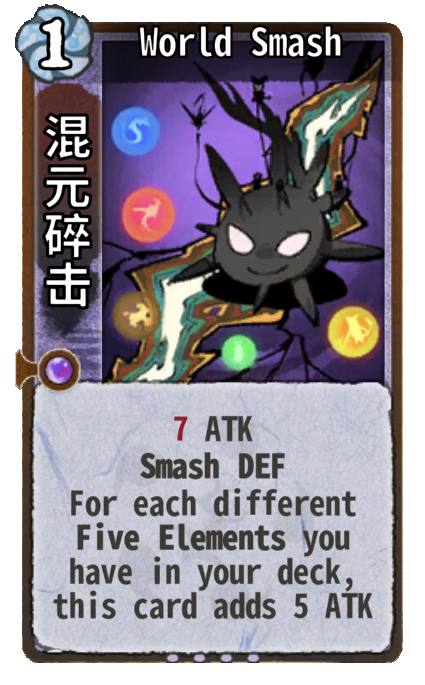 1
World Smash
混元碎击
7 ATK
Smash DEF
For each different
Five Elements you
have in your deck,
this card adds 5 ATK